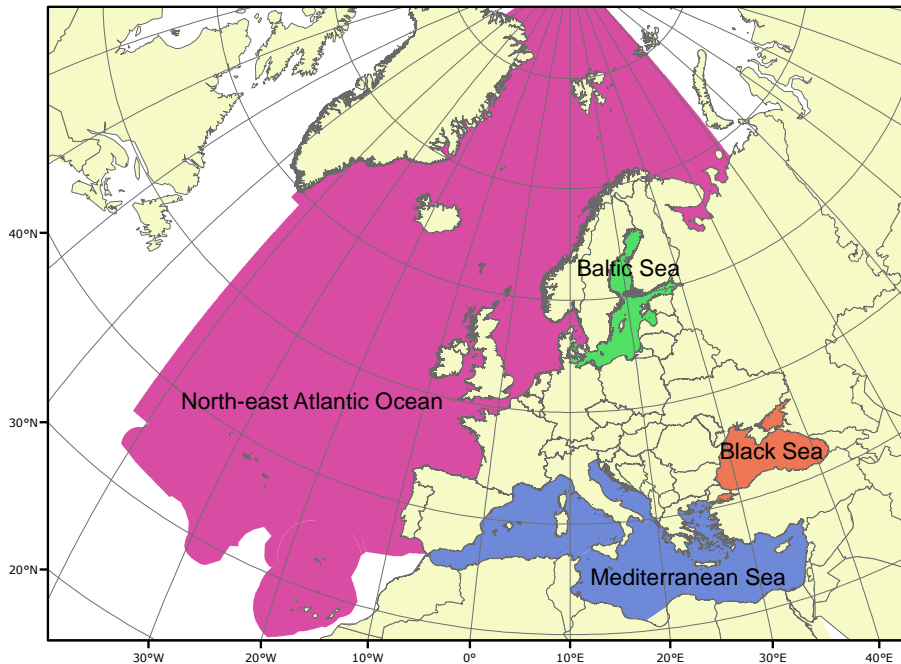 40°N
Baltic Sea
North-east Atlantic Ocean
30°N
Black Sea
20°N
Mediterranean Sea
30°W
20°W
10°W
0°
10°E
20°E
30°E
40°E